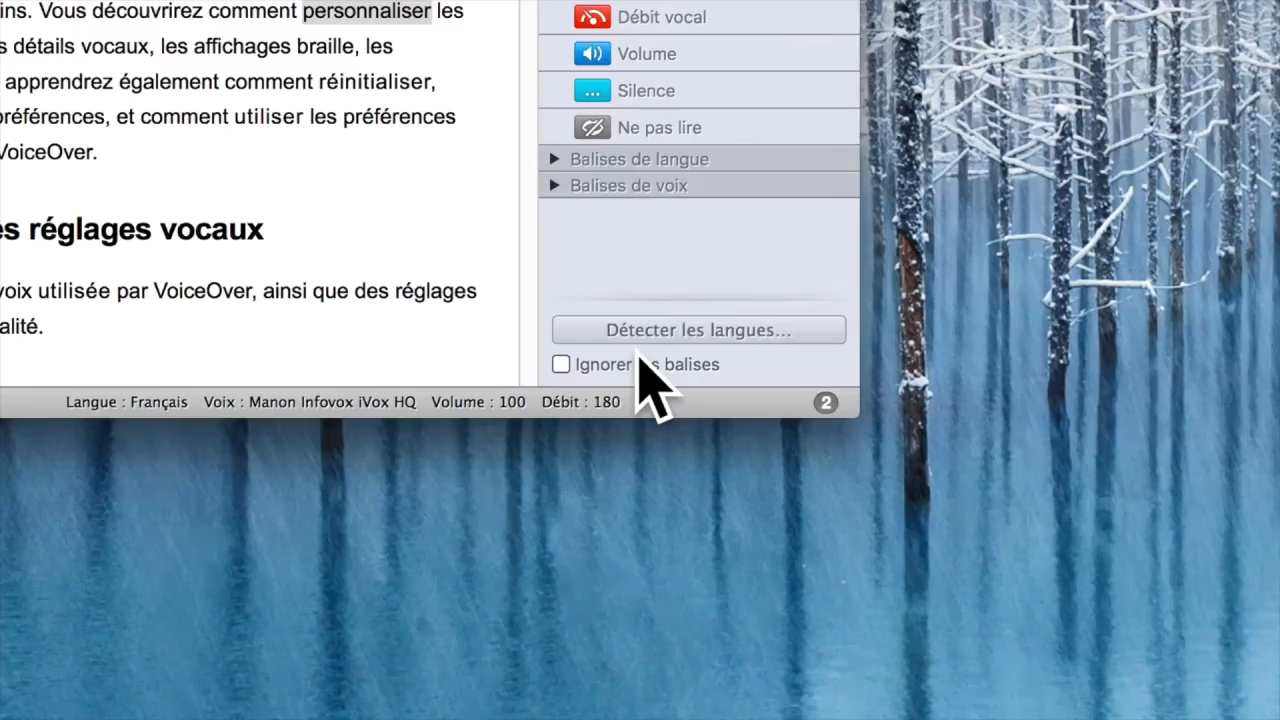 ins. Vous découvrirez comment personnaliser les
s détails vocaux, les affichages braille, les
apprendrez également comment réinitialiser,
préférences, et comment utiliser les préférences
VoiceOver.
es réglages vocaux
voix utilisée par VoiceOver, ainsi que des réglages
alité.
Débit vocal
Volume
Silence
Ne pas lire
Balises de langue
Balises de voix
Détecter les langues...
Ignorer s balises
Langue : Français Voix : Manon Infovox iVox HQ Volume : 100 Débit : 180 2